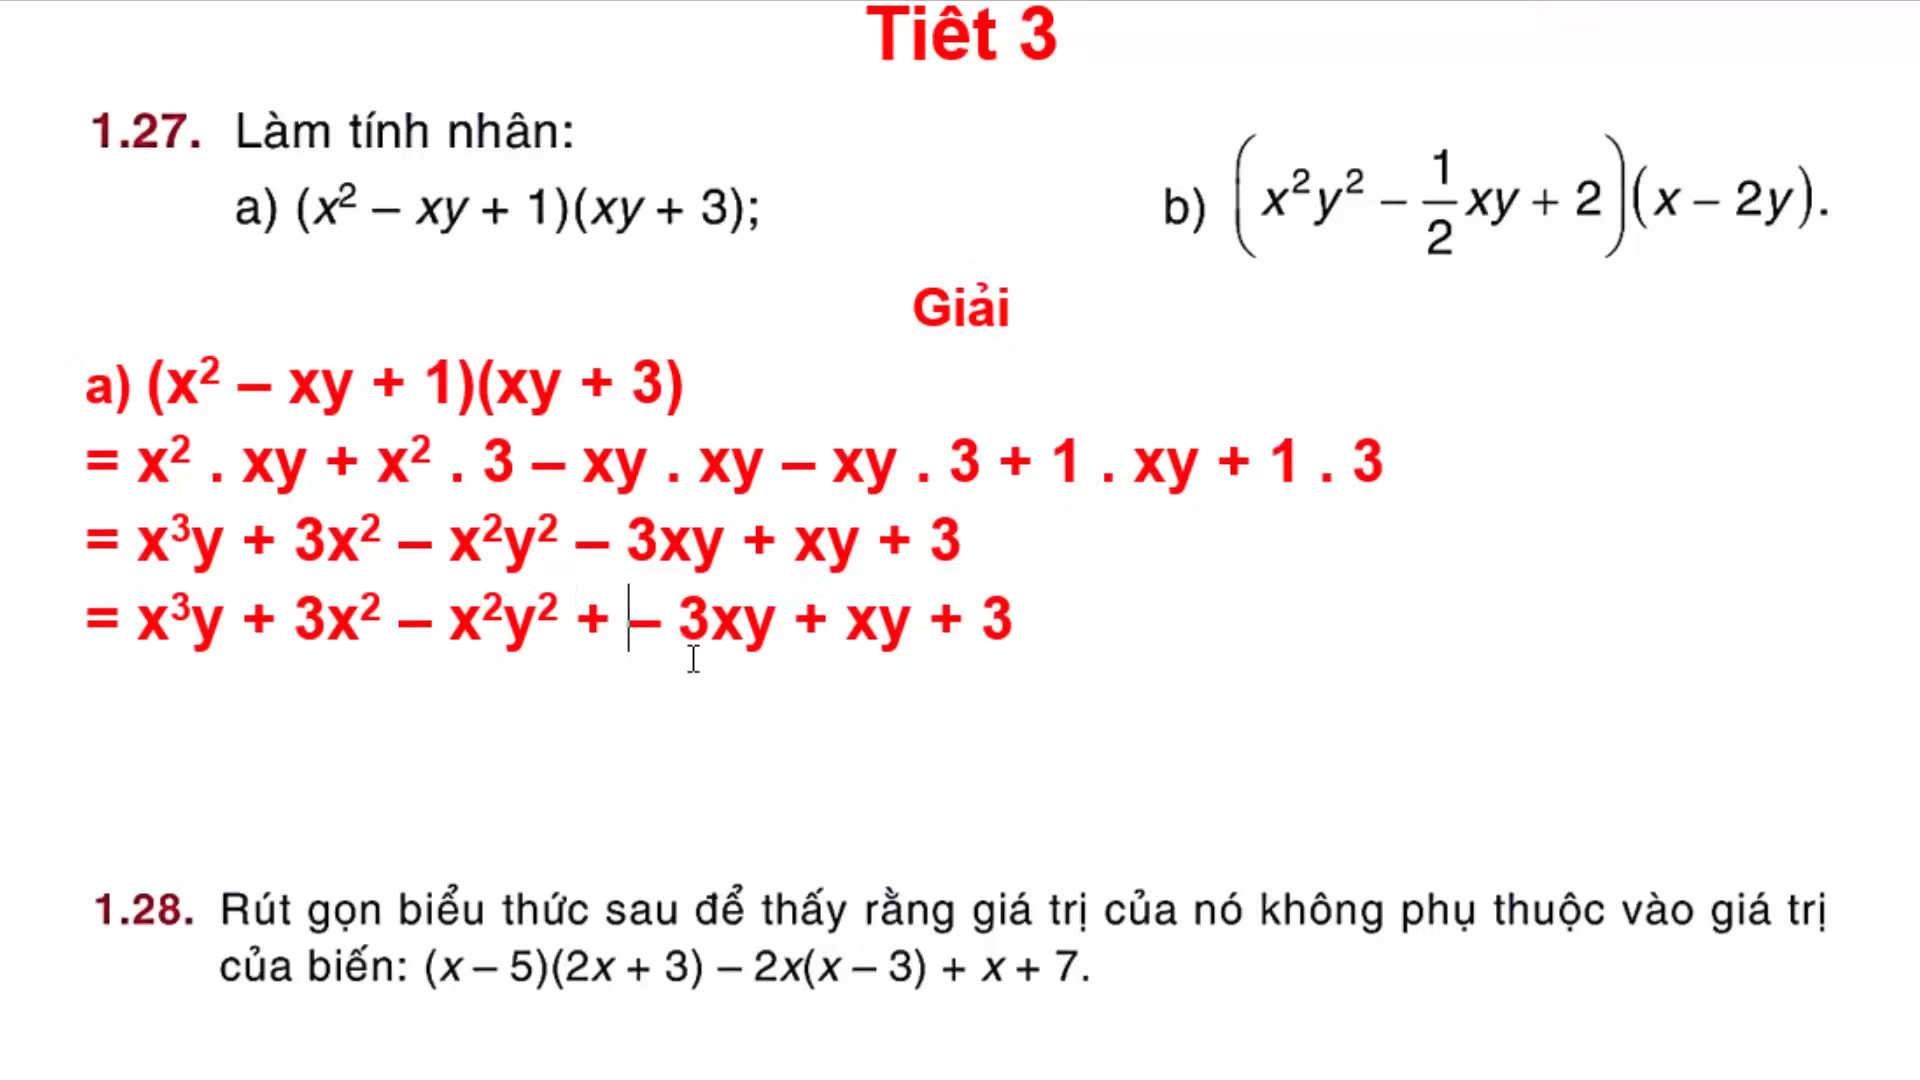 Tiêt 3
1.27. Làm tính nhân:
a) (x² – xy + 1)(xy + 3);
b) (x²y² – 1/2 xy + 2)(x – 2y).
Giải
a) (x² – xy + 1)(xy + 3)
= x² . xy + x² . 3 – xy . xy – xy . 3 + 1 . xy + 1 . 3
= x³y + 3x² – x²y² – 3xy + xy + 3
= x³y + 3x² – x²y² + – 3xy + xy + 3
1.28. Rút gọn biểu thức sau để thấy rằng giá trị của nó không phụ thuộc vào giá trị
của biến: (x – 5)(2x + 3) – 2x(x – 3) + x + 7.